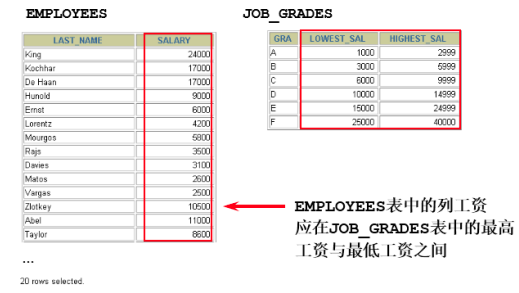 EMPLOYEES
JOB_GRADES
LAST_NAME SALARY
King 24000
Kochhar 17000
De Haan 17000
Hunold 9000
Ernst 6000
Lorentz 4200
Mourgos 5800
Rajs 3500
Davies 3100
Matos 2600
Vargas 2500
Zlotkey 10500
Abel 11000
Taylor 8600
…
20 rows selected.
GRA LOWEST_SAL HIGHEST_SAL
A 1000 2999
B 3000 5999
C 6000 9999
D 10000 14999
E 15000 24999
F 25000 40000
EMPLOYEES表中的列工资
应在JOB_GRADES表中的最高
工资与最低工资之间